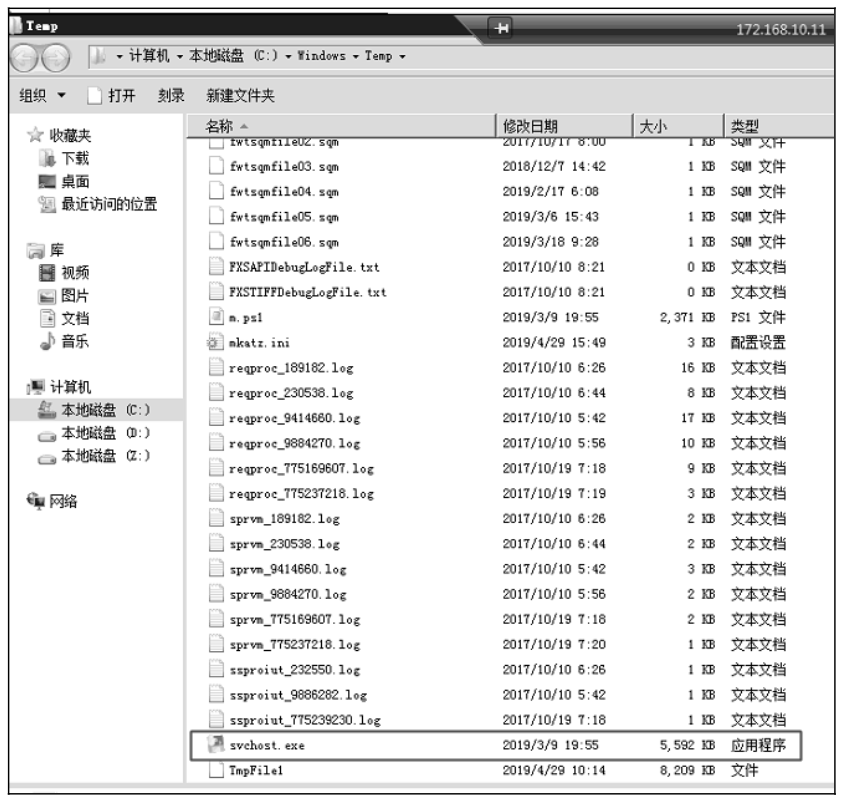 Temp
172.168.10.11
计算机 本地磁盘 (C:) Windows Temp
组织 打开 刻录 新建文件夹
名称 修改日期 大小 类型
收藏夹
下载
桌面
最近访问的位置
库
视频
图片
文档
音乐
计算机
本地磁盘 (C:)
本地磁盘 (D:)
本地磁盘 (Z:)
网络
fwtsqmfile02.sqm 2017/10/17 8:00 1 KB SQM 文件
fwtsqmfile03.sqm 2018/12/7 14:42 1 KB SQM 文件
fwtsqmfile04.sqm 2019/2/17 6:08 1 KB SQM 文件
fwtsqmfile05.sqm 2019/3/6 15:43 1 KB SQM 文件
fwtsqmfile06.sqm 2019/3/18 9:28 1 KB SQM 文件
FXSAPIDebugLogFile.txt 2017/10/10 8:21 0 KB 文本文档
FXSTIFFDebugLogFile.txt 2017/10/10 8:21 0 KB 文本文档
m.ps1 2019/3/9 19:55 2,371 KB PS1 文件
mkatz.ini 2019/4/29 15:49 3 KB 配置设置
reqproc_189182.log 2017/10/10 6:26 16 KB 文本文档
reqproc_230538.log 2017/10/10 6:44 8 KB 文本文档
reqproc_9414660.log 2017/10/10 5:42 17 KB 文本文档
reqproc_9884270.log 2017/10/10 5:56 10 KB 文本文档
reqproc_775169607.log 2017/10/19 7:18 9 KB 文本文档
reqproc_775237218.log 2017/10/19 7:19 3 KB 文本文档
sprvm_189182.log 2017/10/10 6:26 2 KB 文本文档
sprvm_230538.log 2017/10/10 6:44 2 KB 文本文档
sprvm_9414660.log 2017/10/10 5:42 3 KB 文本文档
sprvm_9884270.log 2017/10/10 5:56 2 KB 文本文档
sprvm_775169607.log 2017/10/19 7:18 2 KB 文本文档
sprvm_775237218.log 2017/10/19 7:20 1 KB 文本文档
ssproiut_232550.log 2017/10/10 6:26 1 KB 文本文档
ssproiut_9886282.log 2017/10/10 5:42 1 KB 文本文档
ssproiut_775239230.log 2017/10/19 7:18 1 KB 文本文档
svchost.exe 2019/3/9 19:55 5,592 KB 应用程序
TmpFile1 2019/4/29 10:14 8,209 KB 文件